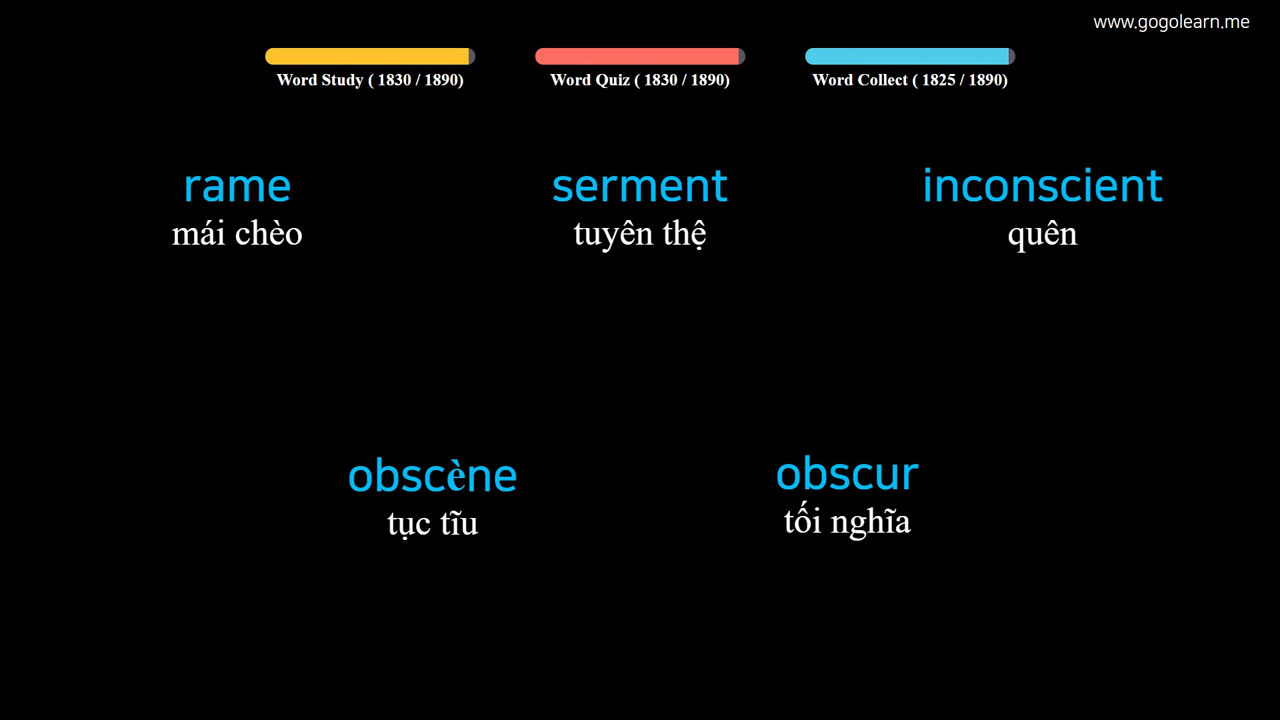 www.gogolearn.me
Word Study ( 1830 / 1890)
Word Quiz ( 1830 / 1890)
Word Collect ( 1825 / 1890)
rame
mái chèo
serment
tuyên thệ
inconscient
quên
obscène
tục tĩu
obscur
tối nghĩa